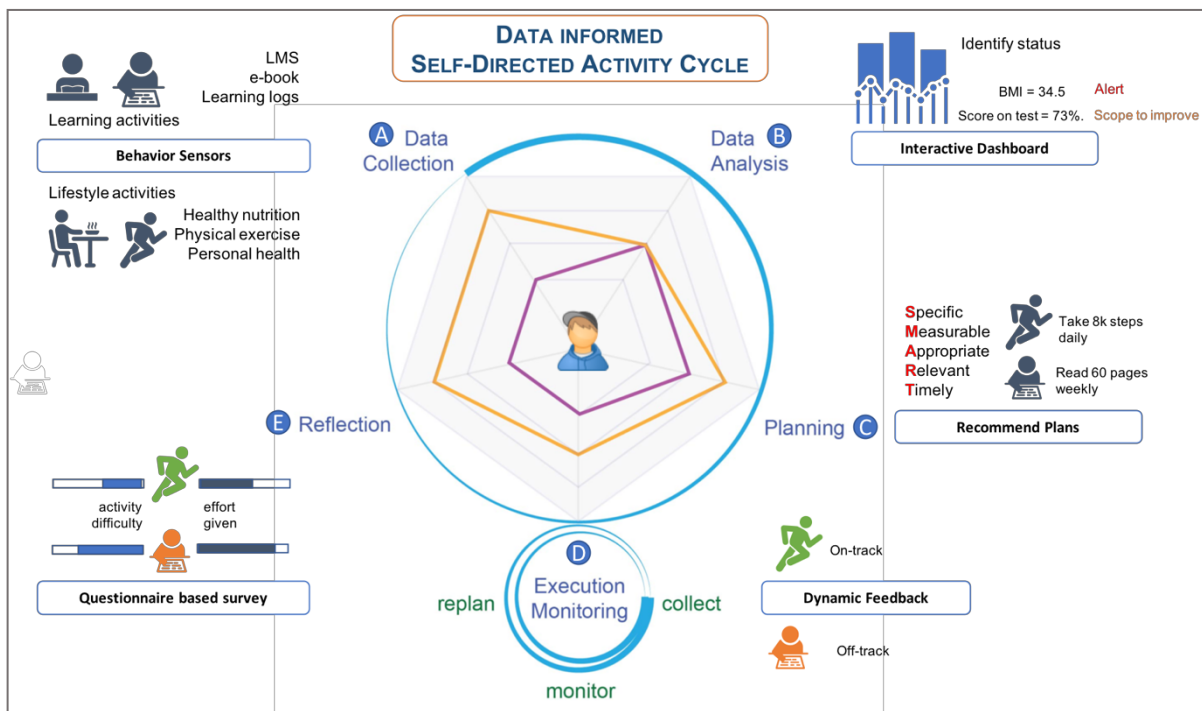 DATA INFORMED
SELF-DIRECTED ACTIVITY CYCLE
LMS
e-book
Learning logs
Learning activities
Behavior Sensors
Lifestyle activities
Healthy nutrition
Physical exercise
Personal health
A Data
Collection
B Data
Analysis
Identify status
BMI = 34.5 Alert
Score on test = 73%. Scope to improve
Interactive Dashboard
Specific
Measurable
Appropriate
Relevant
Timely
Take 8k steps
daily
Read 60 pages
weekly
Recommend Plans
Planning C
E Reflection
activity
difficulty
effort
given
Questionnaire based survey
D
Execution
Monitoring
replan
collect
monitor
On-track
Dynamic Feedback
Off-track